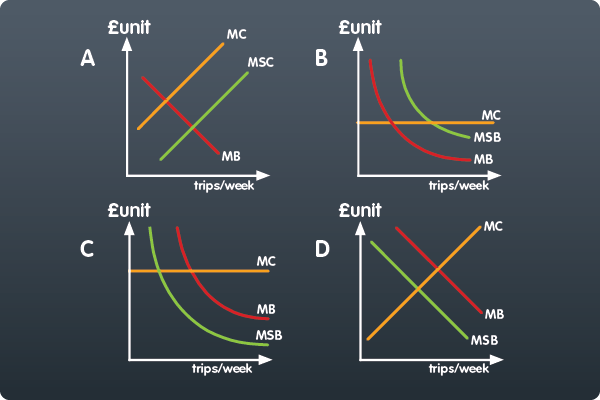 £unit
A
MC
MSC
MB
trips/week
£unit
B
MC
MSB
MB
trips/week
£unit
C
MC
MB
MSB
trips/week
£unit
D
MC
MB
MSB
trips/week